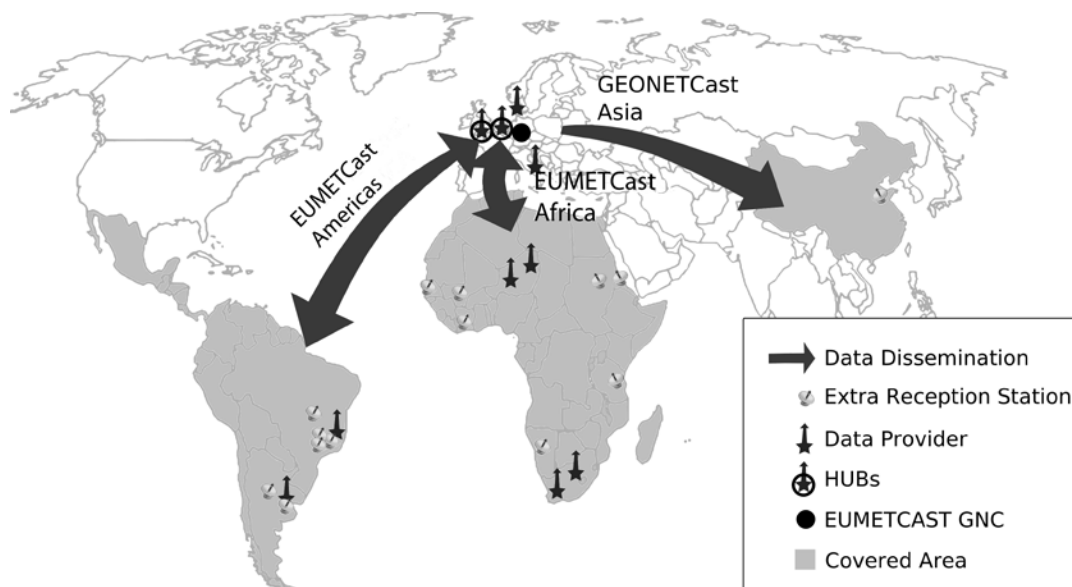 GEONETCast
Asia
EUMETCast
Americas
EUMETCast
Africa
Data Dissemination
Extra Reception Station
Data Provider
HUBs
EUMETCAST GNC
Covered Area